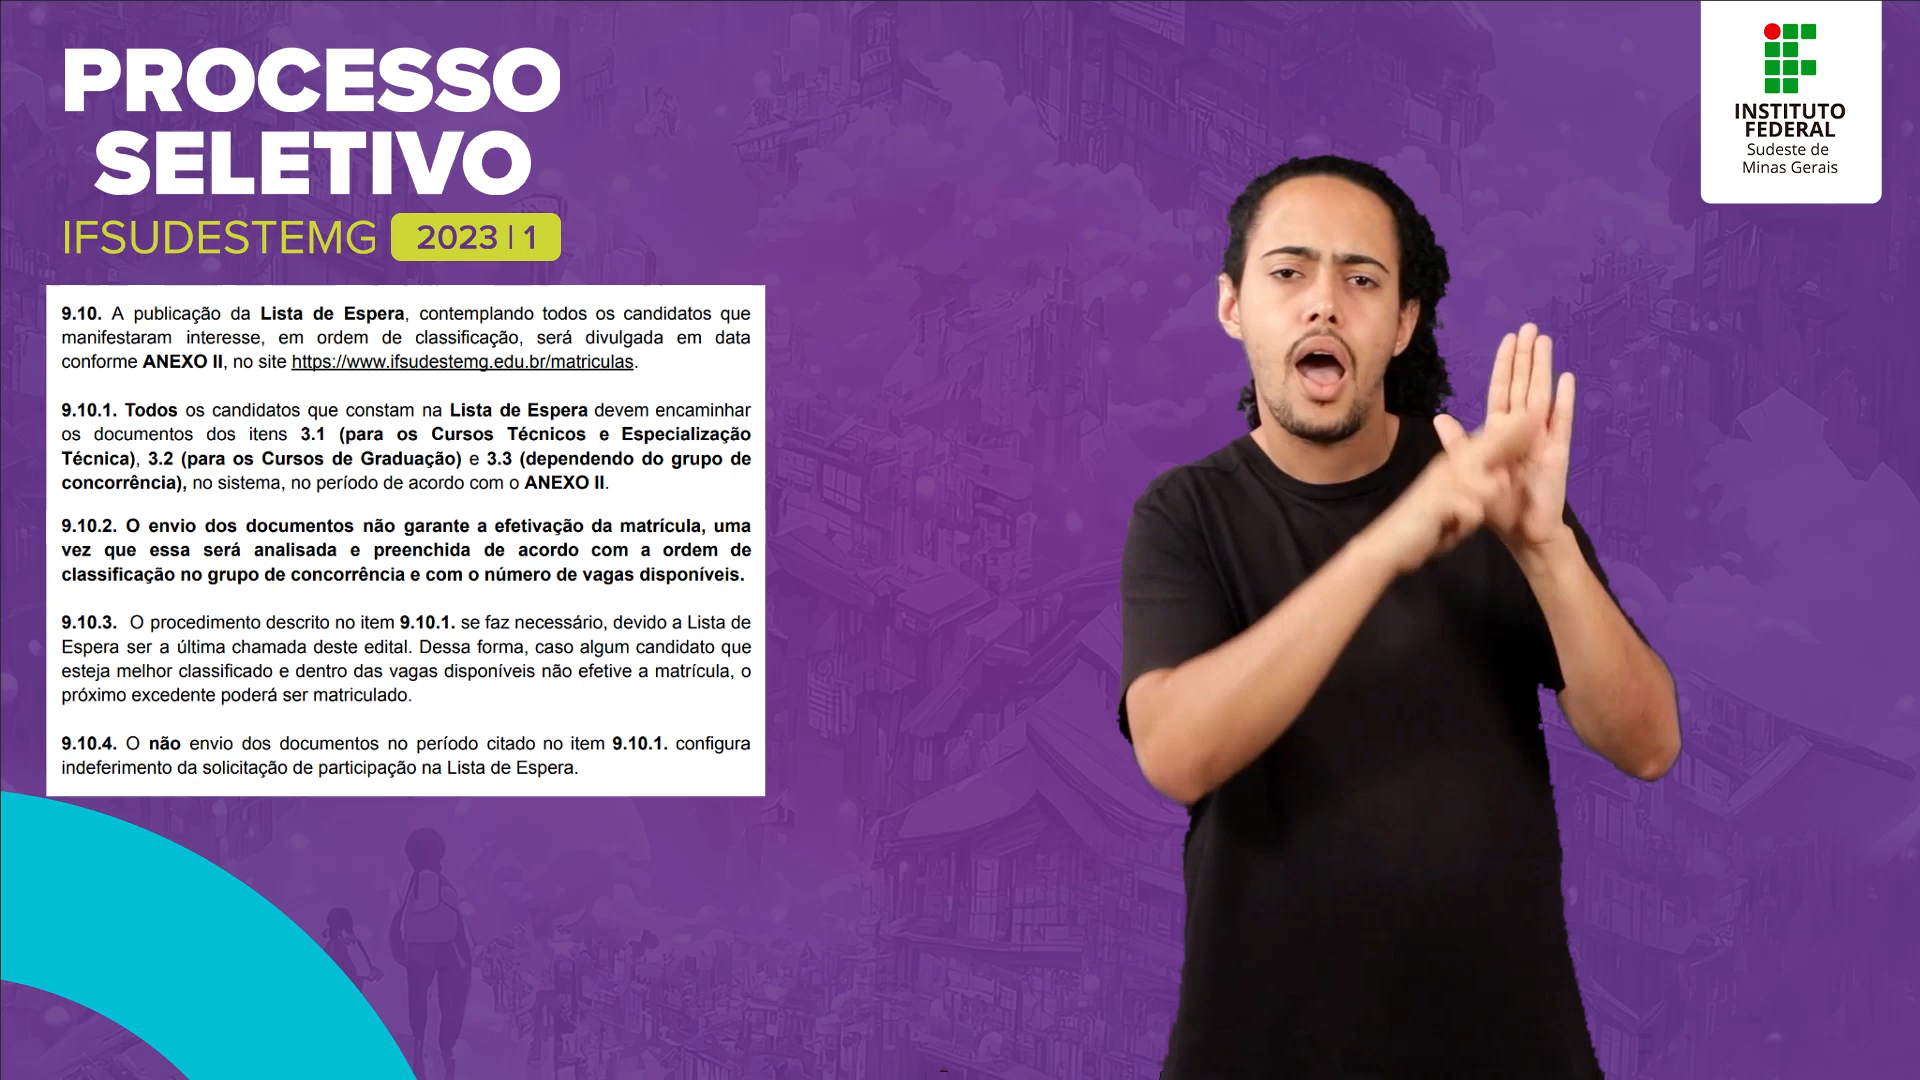 PROCESSO
SELETIVO
IFSUDESTEMG 2023 | 1
INSTITUTO
FEDERAL
Sudeste de
Minas Gerais
9.10. A publicação da Lista de Espera, contemplando todos os candidatos que
manifestaram interesse, em ordem de classificação, será divulgada em data
conforme ANEXO II, no site https://www.ifsudestemg.edu.br/matriculas.
9.10.1. Todos os candidatos que constam na Lista de Espera devem encaminhar
os documentos dos itens 3.1 (para os Cursos Técnicos e Especialização
Técnica), 3.2 (para os Cursos de Graduação) e 3.3 (dependendo do grupo de
concorrência), no sistema, no período de acordo com o ANEXO II.
9.10.2. O envio dos documentos não garante a efetivação da matrícula, uma
vez que essa será analisada e preenchida de acordo com a ordem de
classificação no grupo de concorrência e com o número de vagas disponíveis.
9.10.3. O procedimento descrito no item 9.10.1. se faz necessário, devido a Lista de
Espera ser a última chamada deste edital. Dessa forma, caso algum candidato que
esteja melhor classificado e dentro das vagas disponíveis não efetive a matrícula, o
próximo excedente poderá ser matriculado.
9.10.4. O não envio dos documentos no período citado no item 9.10.1. configura
indeferimento da solicitação de participação na Lista de Espera.